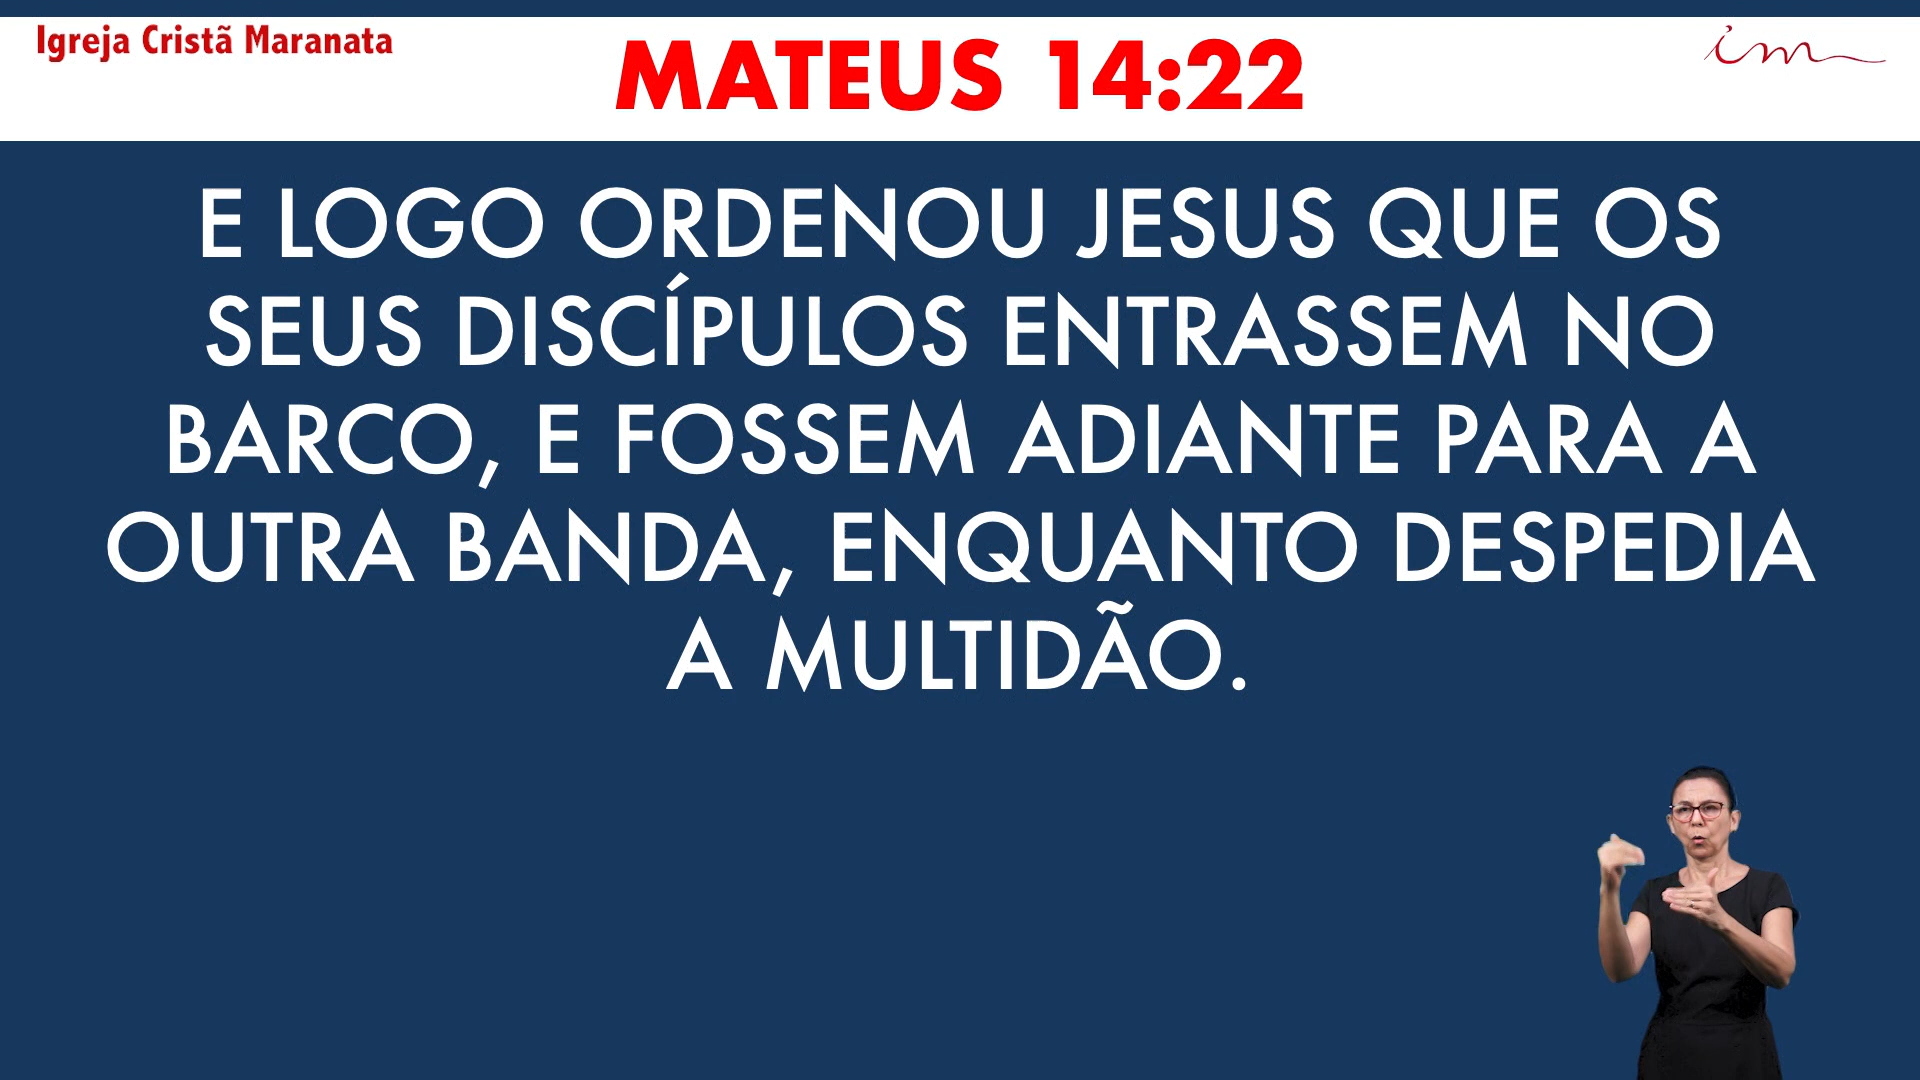 Igreja Cristã Maranata
MATEUS 14:22
im
E LOGO ORDENOU JESUS QUE OS
SEUS DISCÍPULOS ENTRASSEM NO
BARCO, E FOSSEM ADIANTE PARA A
OUTRA BANDA, ENQUANTO DESPEDIA
A MULTIDÃO.